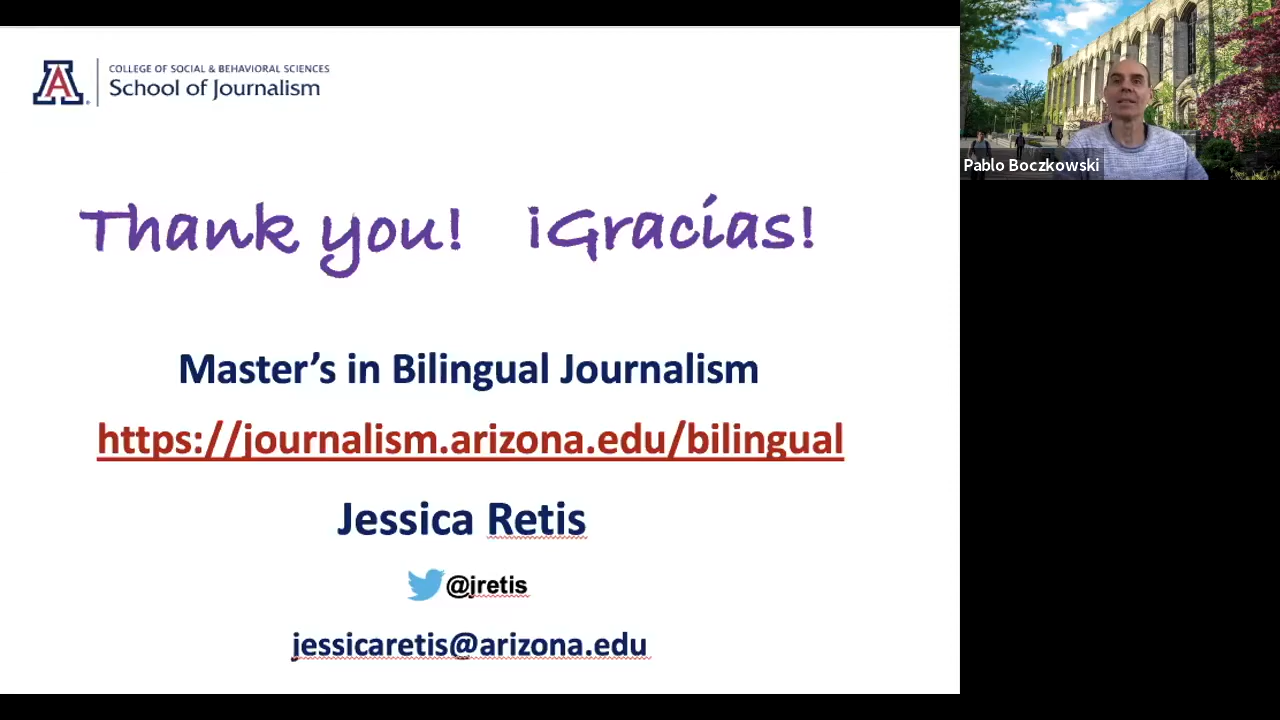 COLLEGE OF SOCIAL & BEHAVIORAL SCIENCES
School of Journalism
Thank you! ¡Gracias!
Master's in Bilingual Journalism
https://journalism.arizona.edu/bilingual
Jessica Retis
@jretis
jessicaretis@arizona.edu
Pablo Boczkowski